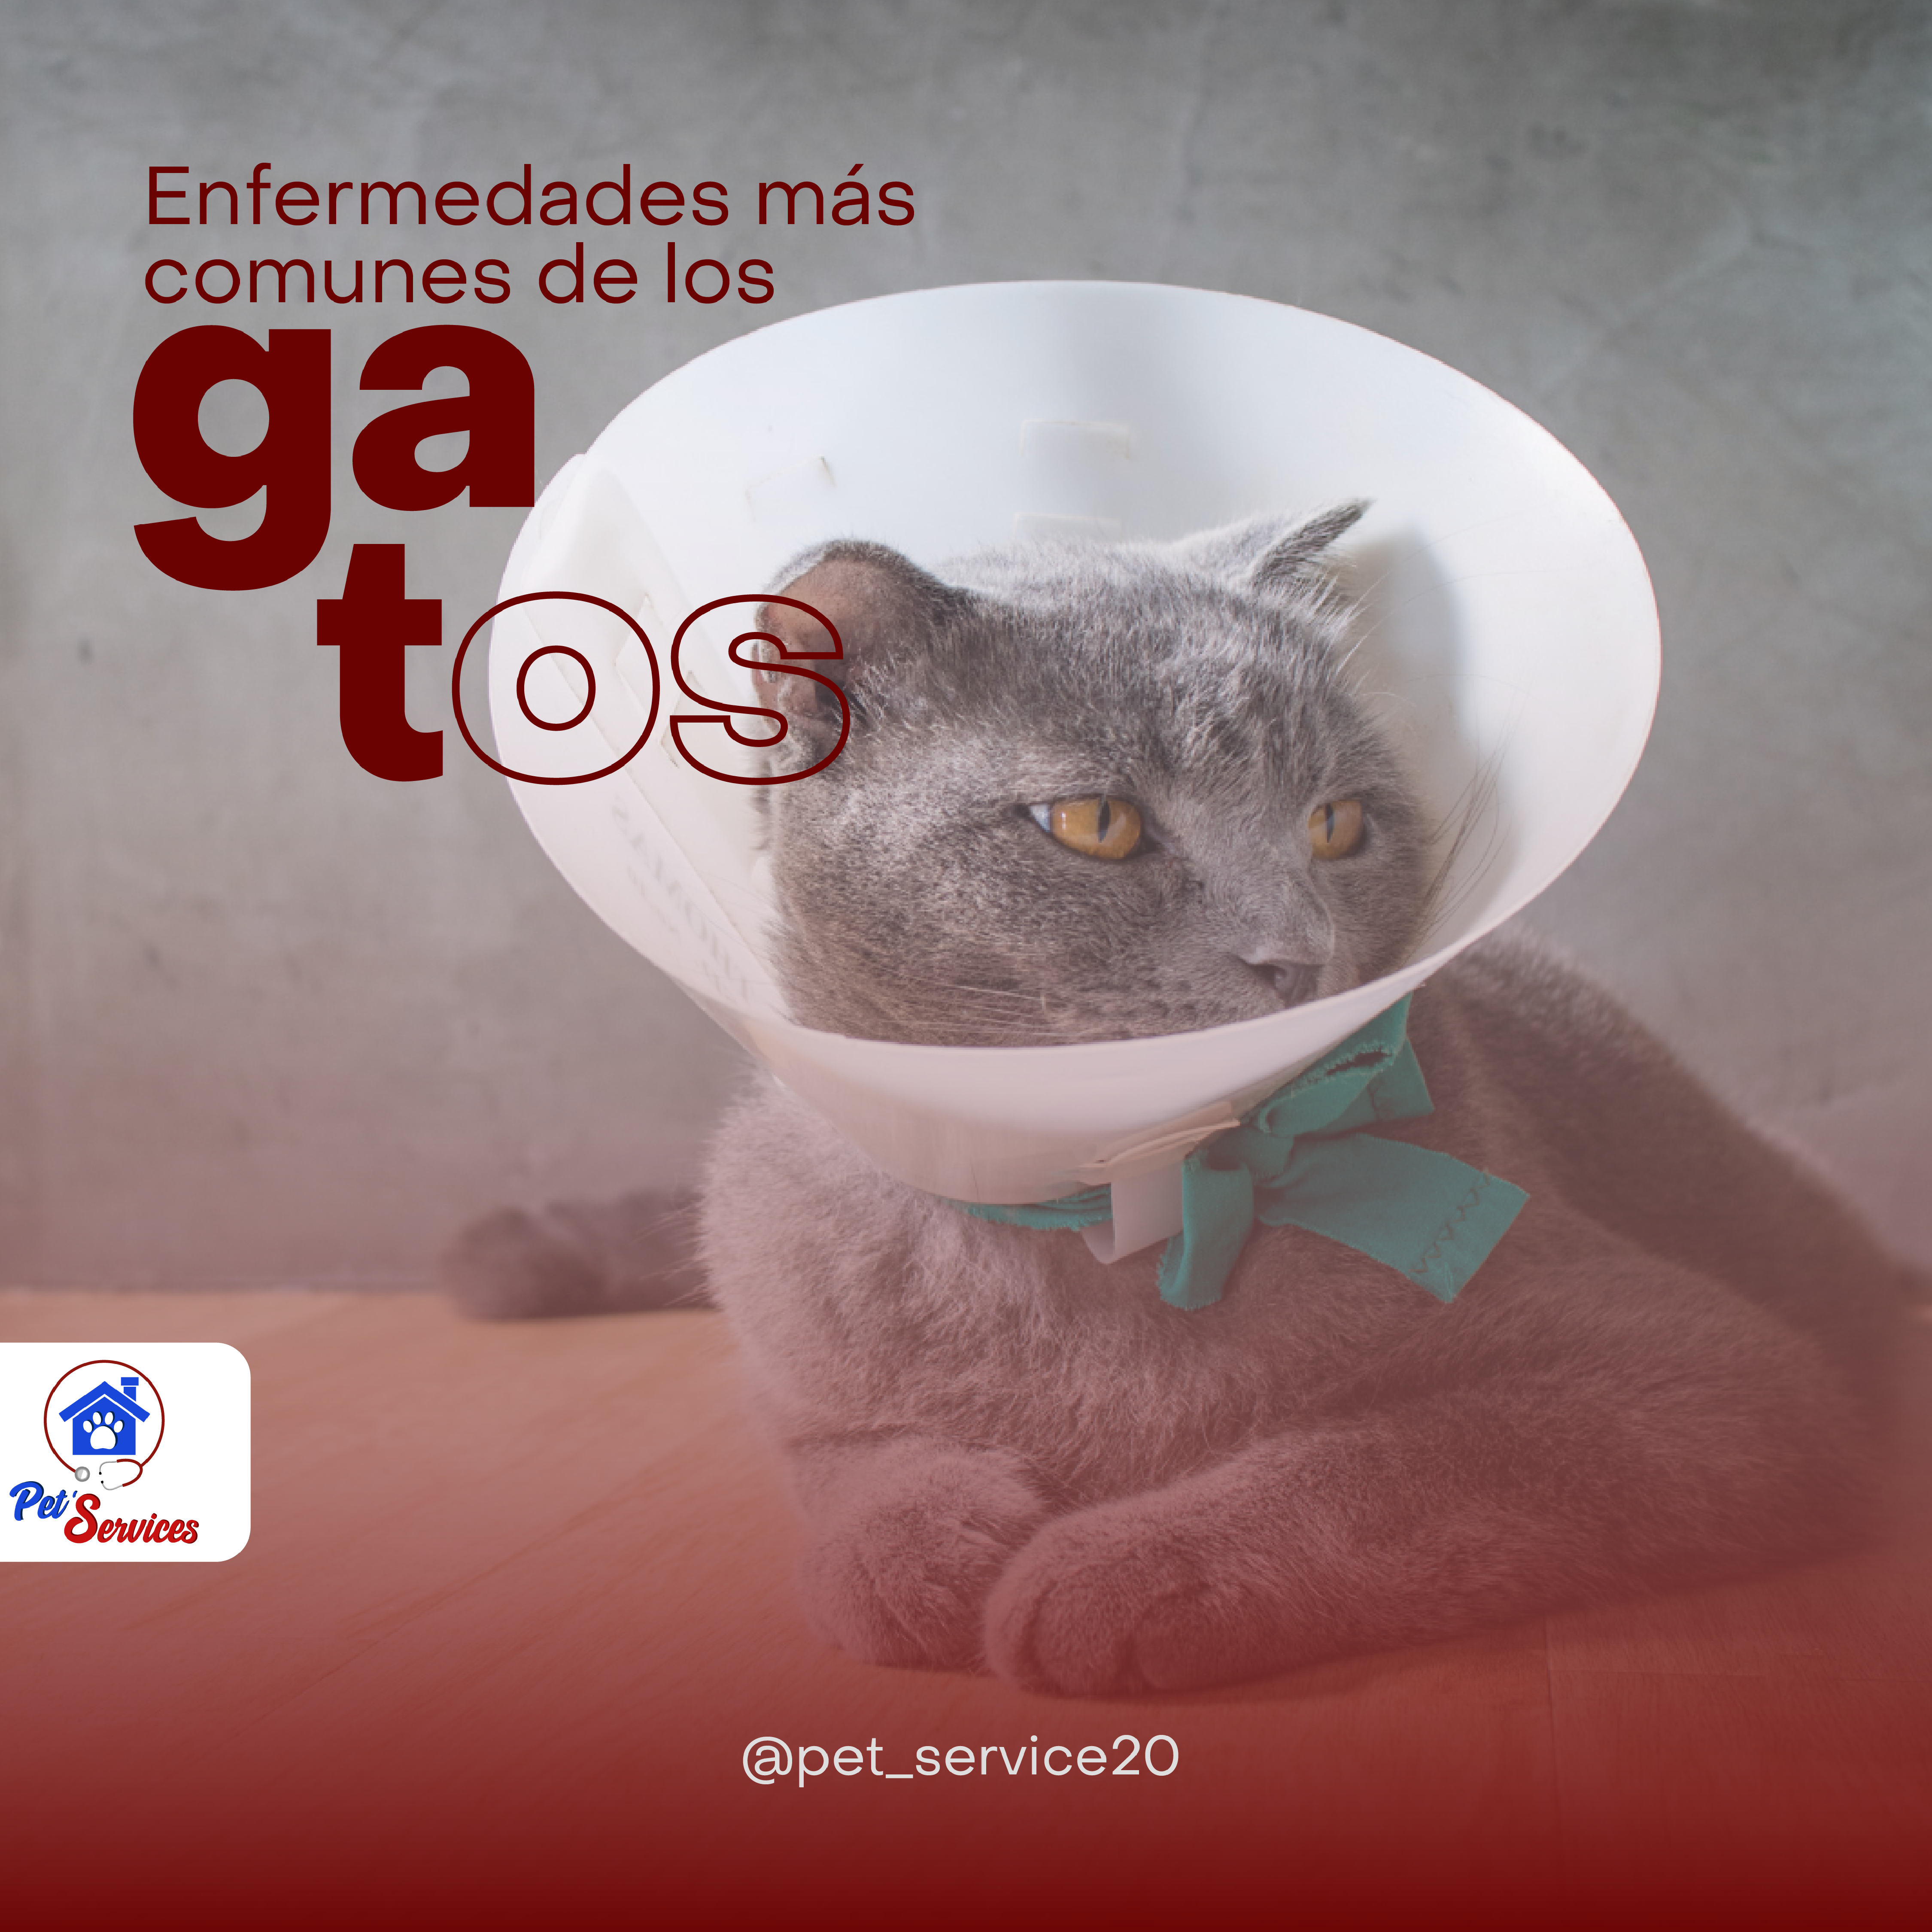 Enfermedades más
comunes de los
ga
tos
Pet'
Services
@pet_service20